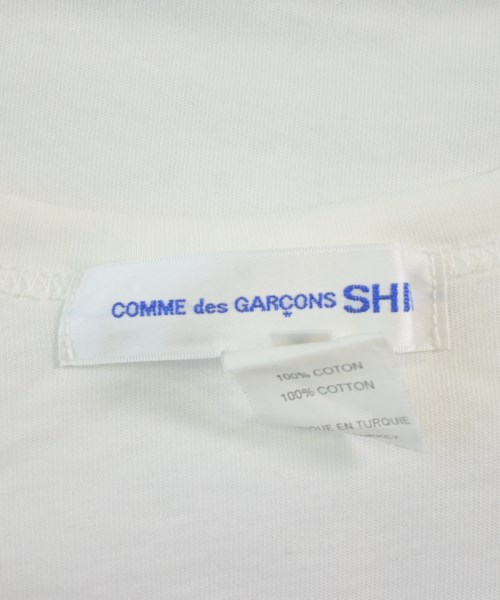 COMME des GARÇONS SHI
100% COTON
100% COTTON
EN TURQUIE